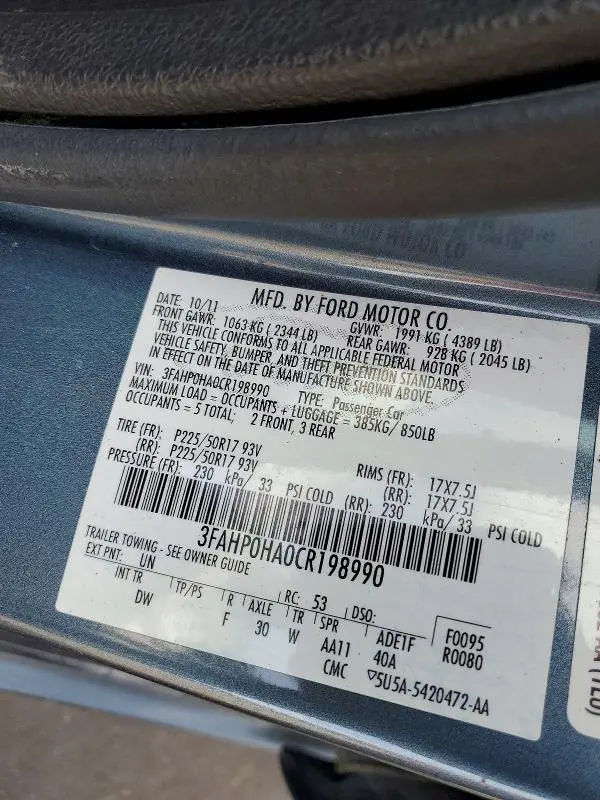 MFD. BY FORD MOTOR CO.
DATE: 10/11 GVWR: 1991 KG ( 4389 LB)
FRONT GAWR: 1063 KG ( 2344 LB) REAR GAWR: 928 KG ( 2045 LB)
THIS VEHICLE CONFORMS TO ALL APPLICABLE FEDERAL MOTOR
VEHICLE SAFETY, BUMPER, AND THEFT PREVENTION STANDARDS
IN EFFECT ON THE DATE OF MANUFACTURE SHOWN ABOVE.
VIN: 3FAHP0HA0CR198990 TYPE: Passenger Car
MAXIMUM LOAD = OCCUPANTS + LUGGAGE = 385KG/ 850LB
OCCUPANTS = 5 TOTAL; 2 FRONT, 3 REAR
TIRE (FR): P225/50R17 93V RIMS (FR): 17X7.5J
(RR): P225/50R17 93V (RR): 17X7.5J
PRESSURE (FR): 230 kPa/ 33 PSI COLD (RR): 230 kPa/ 33 PSI COLD
3FAHP0HA0CR198990
TRAILER TOWING - SEE OWNER GUIDE
EXT PNT: UN RC: 53 DSO:
INT TR TP/PS R AXLE TR SPR ADETF F0095
DW F 30 W AA11 40A R0080
CMC 5U5A-5420472-AA